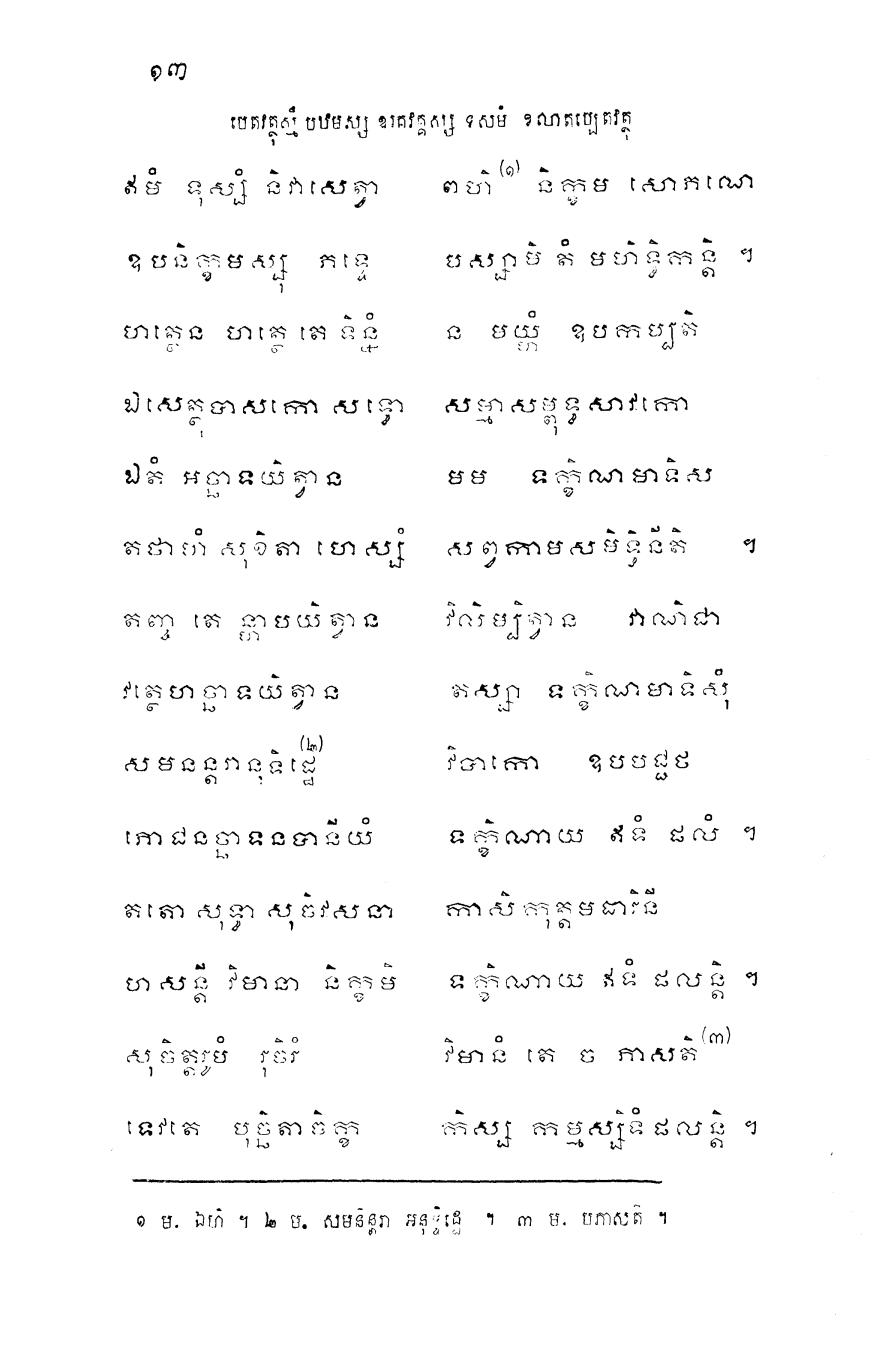 ១៣
បេតវត្ថុស្មឹ បឋមស្ស ឧរគវគ្គស្ស ទសមំ ខលាតប្បេតវត្ថុ
ឥមំ ទុស្សំ និវាសេត្វា ពហិ(១) និក្ខម សោភណេ
ឧបនិក្ខមស្សុ ភទ្ទេ បស្សាមិ តំ មហិទ្ធិកន្តិ ។
ហត្ថេន ហត្ថេ តេ ទិន្នំ ន មយ្ហំ ឧបកប្បតិ
ឯសេត្ថុបាសកោ សទ្ធោ សម្មាសម្ពុទ្ធសាវកោ
ឯតំ អច្ឆាទយិត្វាន មម ទក្ខិណមាទិស
តថាហំ សុខិតា ហេស្សំ សព្វកាមសមិទ្ធិនីតិ ។
តញ្ច តេ ន្ហាបយិត្វាន វិលិម្បិត្វាន វាណិជា
វត្ថេហច្ឆាទយិត្វាន តស្សា ទក្ខិណមាទិសុំ
សមនន្តរានុទិដ្ឋេ(២) វិបាកោ ឧបបជ្ជថ
ភោជនច្ឆាទនបានីយំ ទក្ខិណាយ ឥទំ ផលំ ។
តតោ សុទ្ធា សុចិវសនា កាសិកុត្តមធារិនី
ហសន្តី វិមានា និក្ខមិ ទក្ខិណាយ ឥទំ ផលន្តិ ។
សុចិត្តរូបំ រុចិរំ វិមានំ តេ ច ភាសតិ(៣)
ទេវតេ បុច្ឆិតាចិក្ខ កិស្ស កម្មស្សិទំ ផលន្តិ ។
១ ម. ឯហិ ។ ២ ម. សមនន្តរា អនុទ្ទិដ្ឋេ ។ ៣ ម. បភាសតិ ។